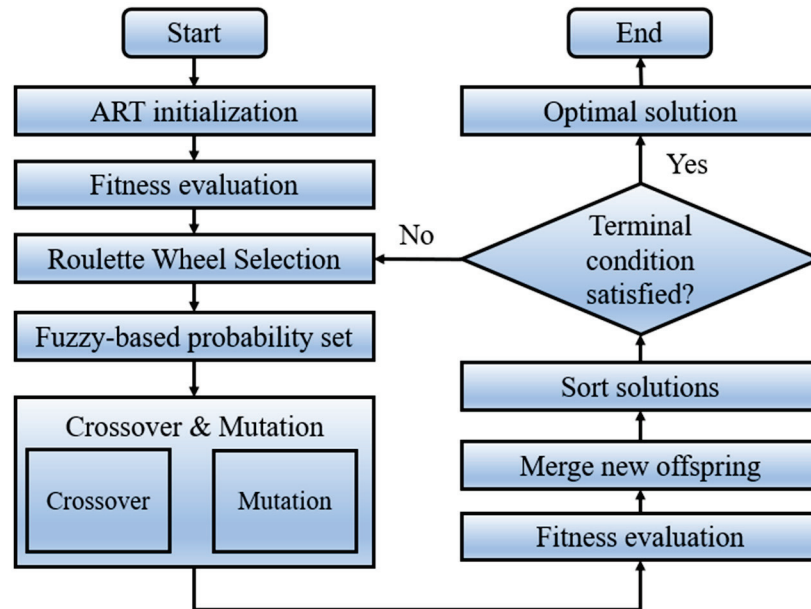 Start
ART initialization
Fitness evaluation
Roulette Wheel Selection
Fuzzy-based probability set
Crossover & Mutation
Crossover
Mutation
Fitness evaluation
Merge new offspring
Sort solutions
Terminal
condition
satisfied?
No
Yes
Optimal solution
End